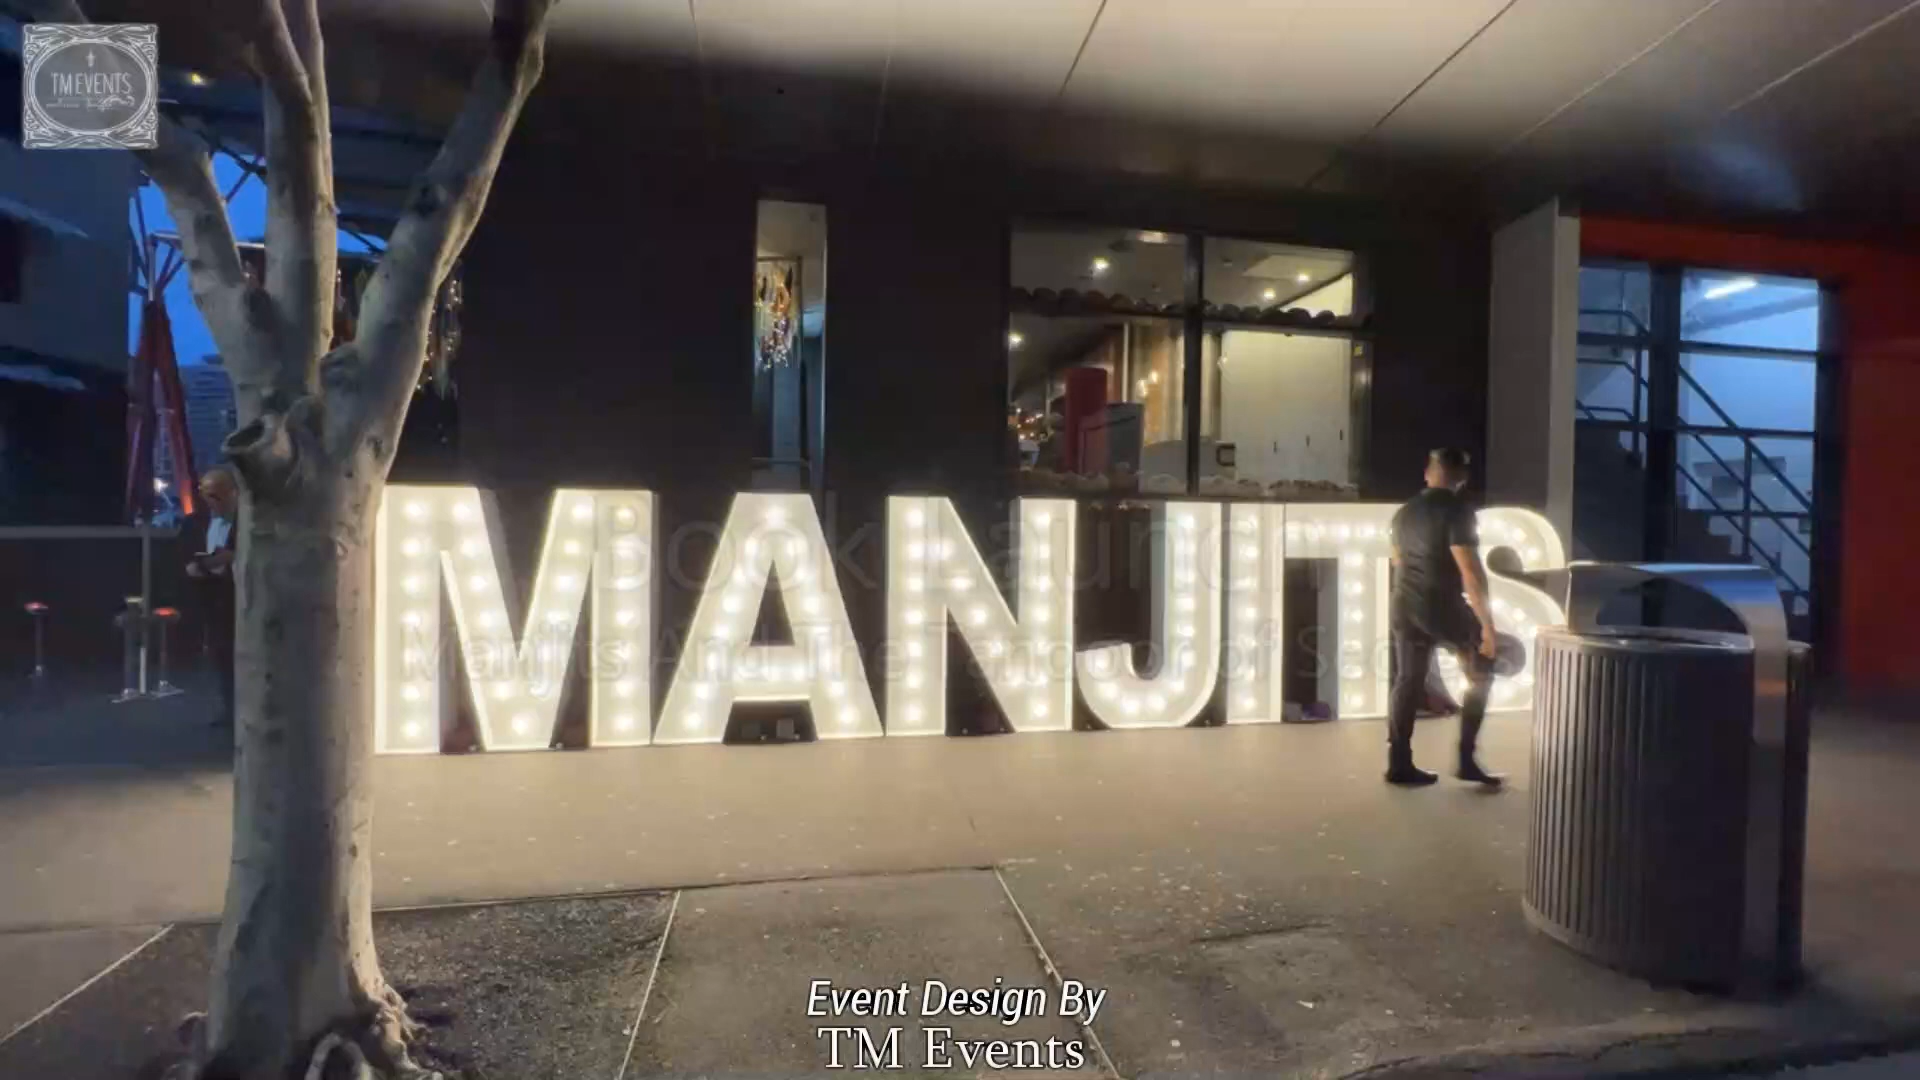 TM EVENTS
MANJITS
Book Launch
Manjits And The Tandoor of Secrets
Event Design By
TM Events